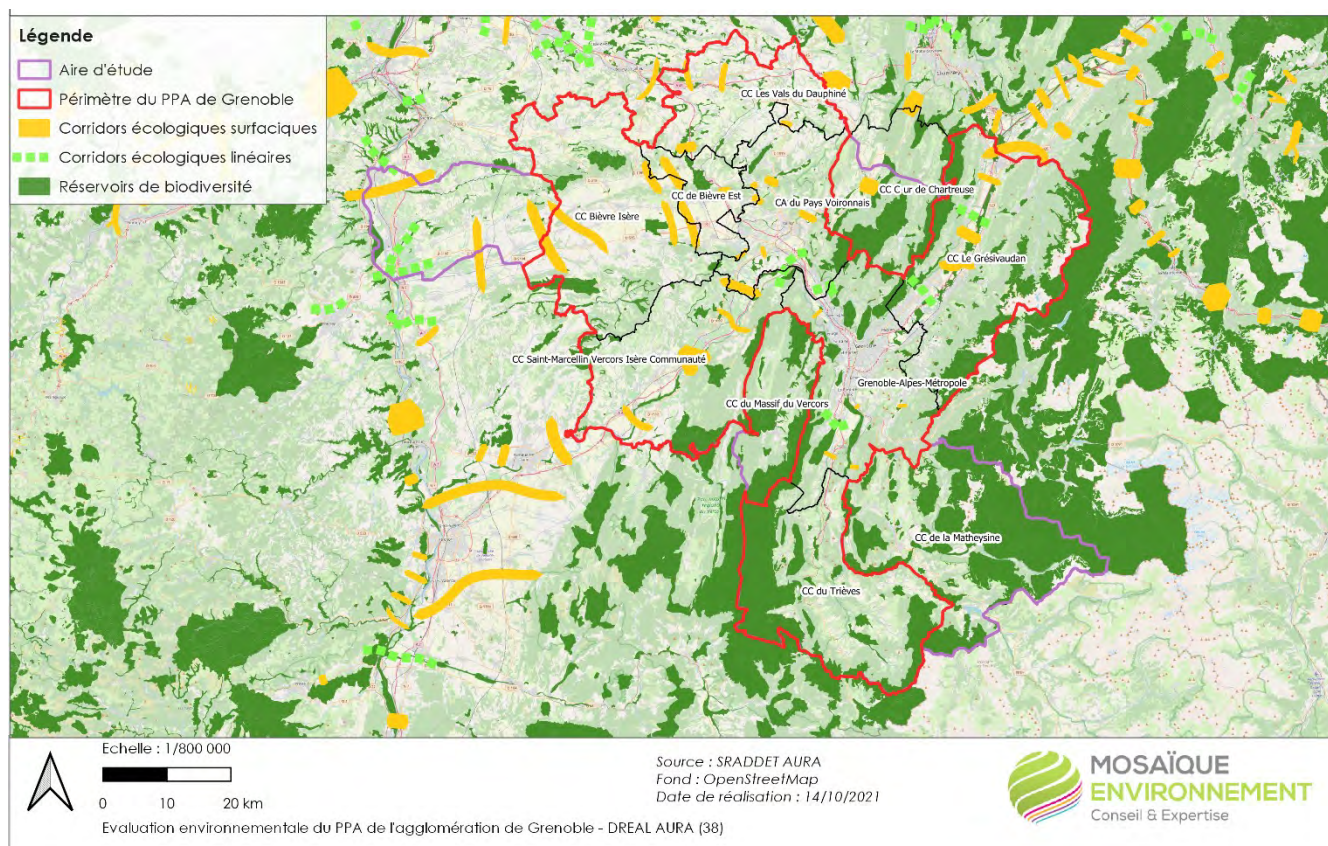 Légende
Aire d'étude
Périmètre du PPA de Grenoble
Corridors écologiques surfaciques
Corridors écologiques linéaires
Réservoirs de biodiversité
CC Les Vals du Dauphiné
CC de Bièvre Est
CC C ur de Chartreuse
CA du Pays Voironnais
CC Bièvre Isère
CC Le Grésivaudan
CC Saint-Marcellin Vercors Isère Communauté
Grenoble-Alpes-Métropole
CC du Massif du Vercors
CC de la Matheysine
CC du Trièves
Echelle : 1/800 000
0 10 20 km
Source : SRADDET AURA
Fond : OpenStreetMap
Date de réalisation : 14/10/2021
Evaluation environnementale du PPA de l'agglomération de Grenoble - DREAL AURA (38)
MOSAÏQUE
ENVIRONNEMENT
Conseil & Expertise